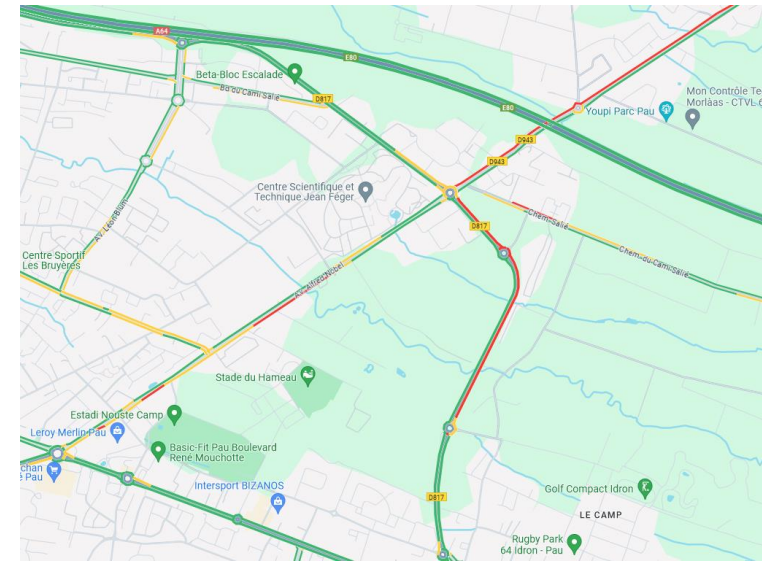 A64
E80
Beta-Bloc Escalade
Bd du Cami Salié
D817
E80
Mon Contrôle Te
Youpi Parc Pau
Morlàas - CTVL 6
D943
D943
Centre Scientifique et
Technique Jean Féger
Av. Léon Blum
D817
Chem. Salié
Chem. du Cami Salié
Centre Sportif
Les Bruyères
Av. Alfred Nobel
Stade du Hameau
Estadi Nouste Camp
Leroy Merlin Pau
Basic-Fit Pau Boulevard
René Mouchotte
chan
e Pau
Intersport BIZANOS
D817
Golf Compact Idron
LE CAMP
Rugby Park
64 Idron - Pau